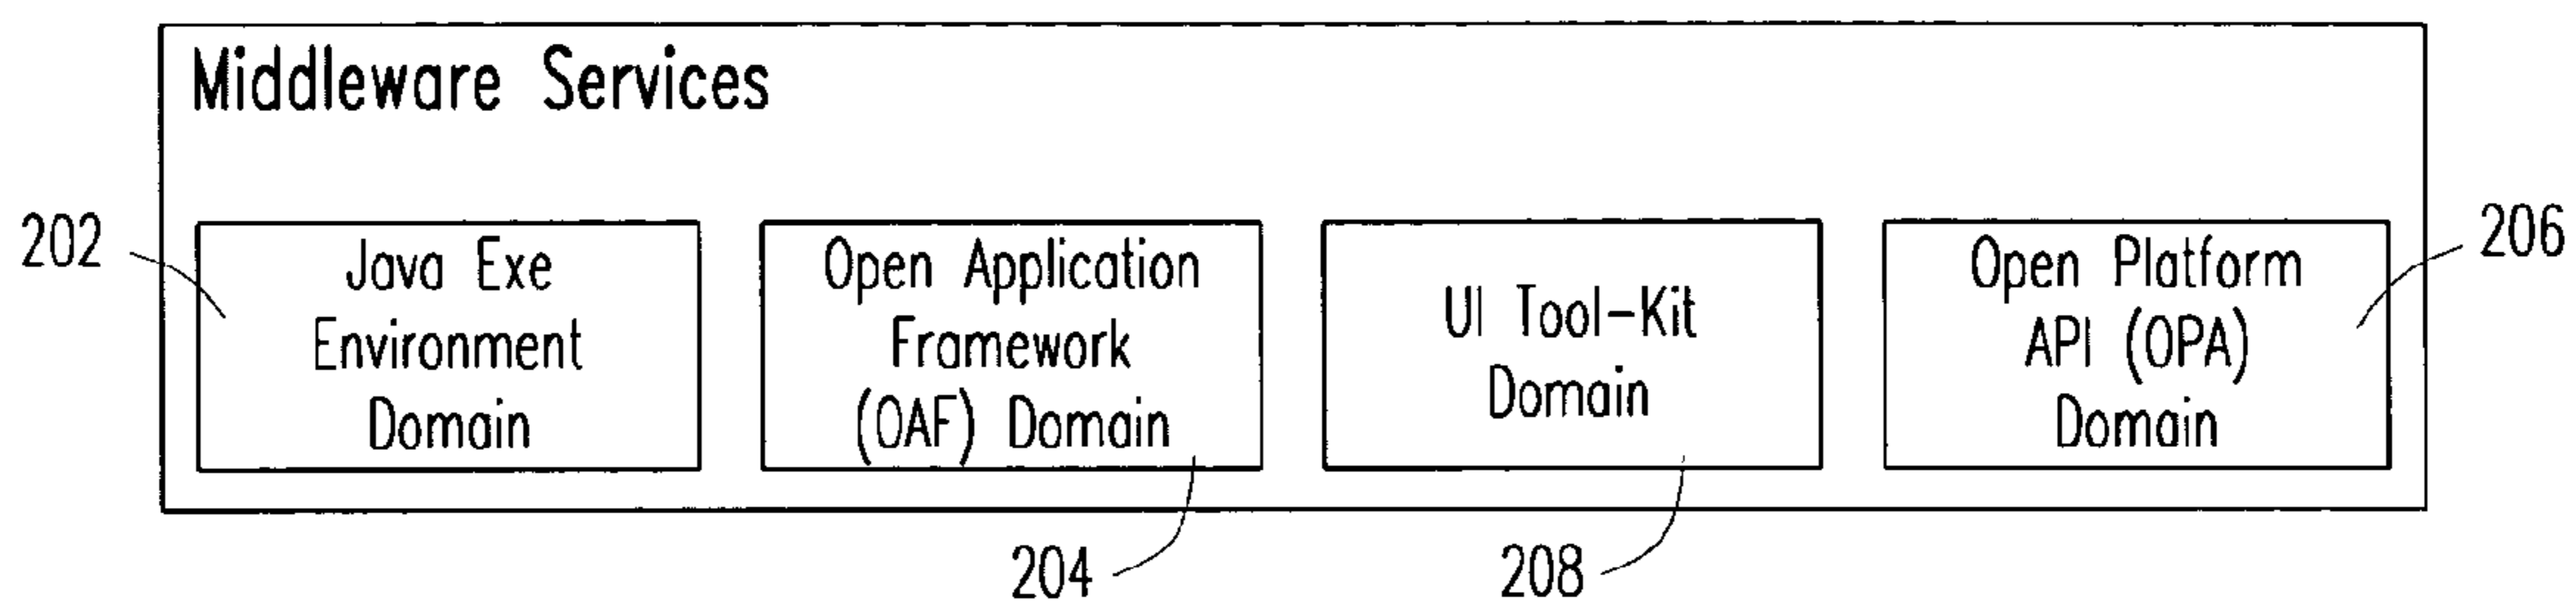 Middleware Services
202
Java Exe
Environment
Domain
Open Application
Framework
(OAF) Domain
UI Tool-Kit
Domain
Open Platform
API (OPA)
Domain
206
204
208